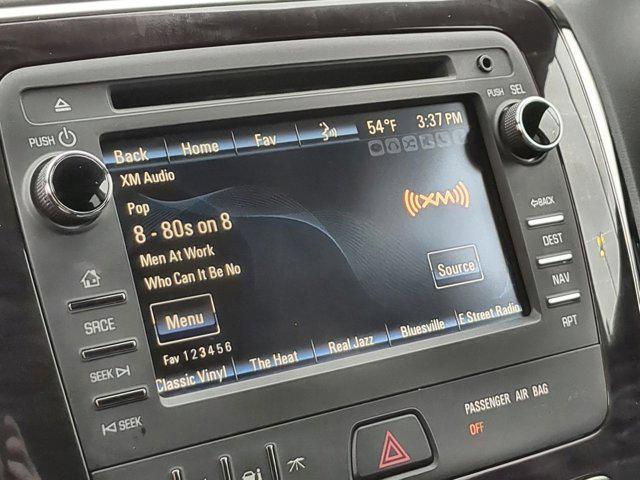 PUSH
PUSH SEL
Back Home Fav 54°F 3:37 PM
XM Audio
Pop
8 - 80s on 8
Men At Work
Who Can It Be No
((XM))
Source
Menu
Fav 1 2 3 4 5 6
Classic Vinyl The Heat Real Jazz Bluesville E Street Radio
BACK
DEST
NAV
RPT
SRCE
SEEK
SEEK
PASSENGER AIR BAG
OFF